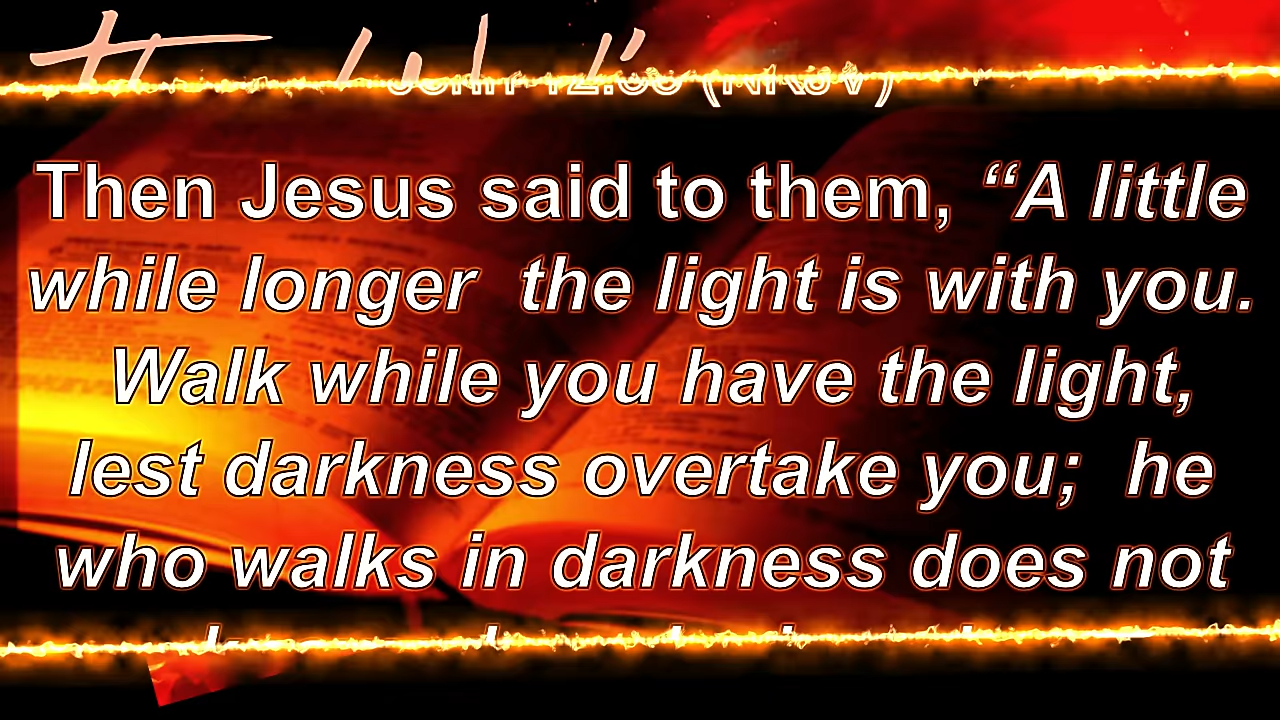 (NKJV)
Then Jesus said to them, “A little
while longer the light is with you.
Walk while you have the light,
lest darkness overtake you; he
who walks in darkness does not